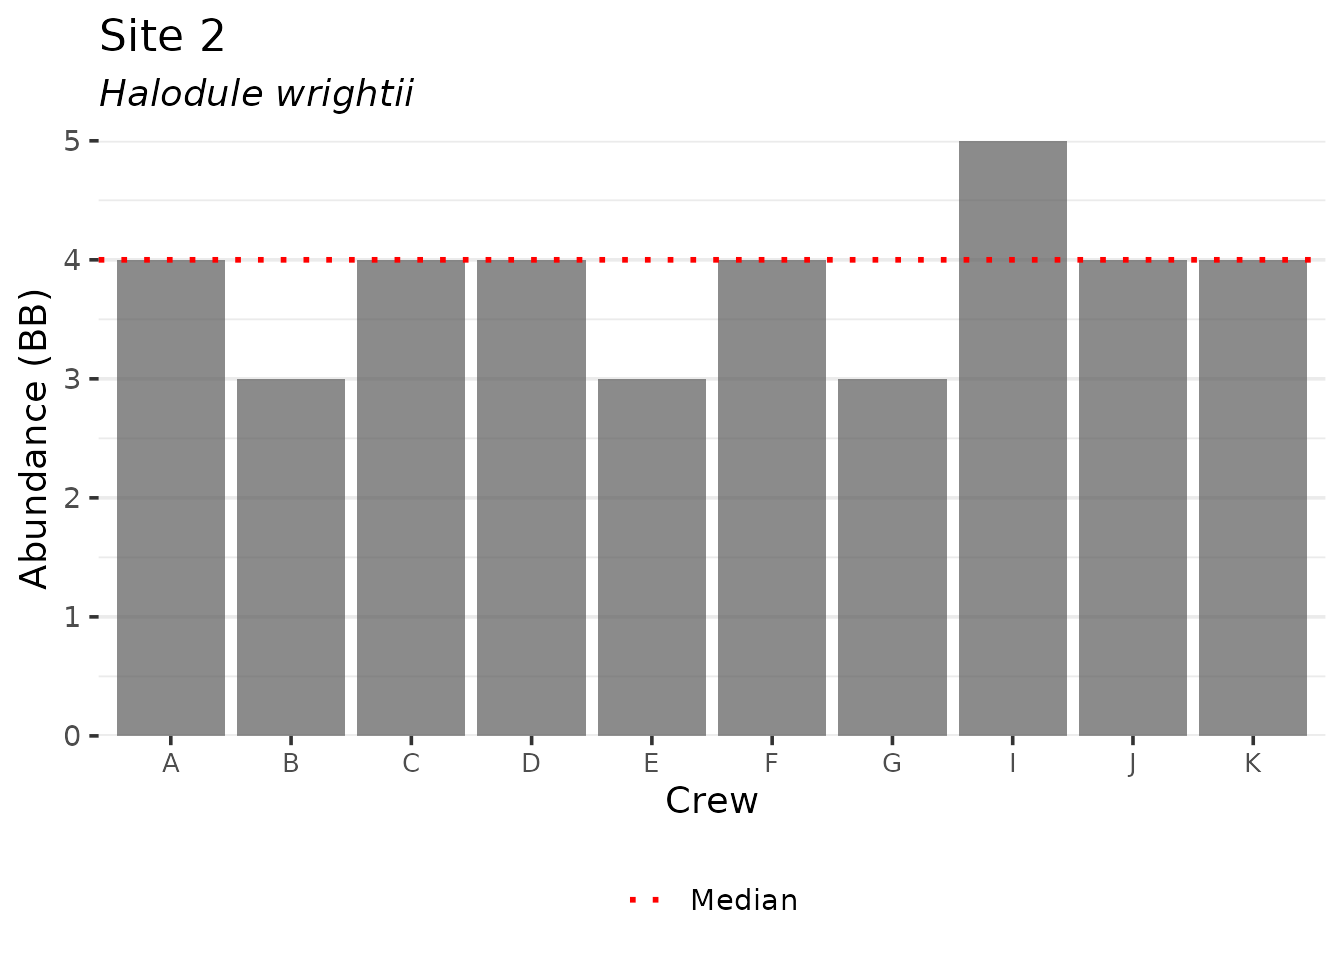 Site 2
Halodule wrightii
Abundance (BB)
5
4
3
2
1
0
A B C D E F G I J K
Crew
Median